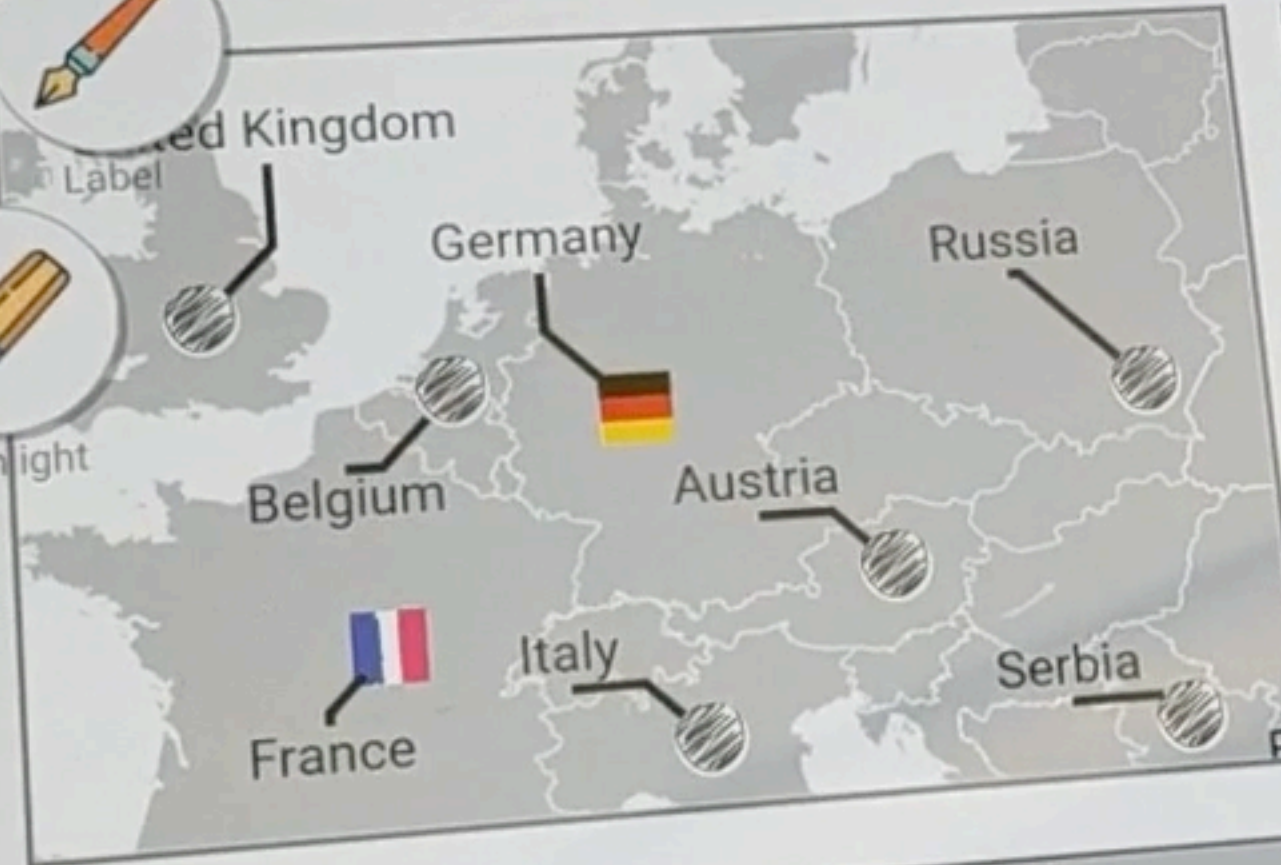 ed Kingdom
Label
Germany
Russia
ight
Belgium
Austria
Italy
Serbia
France